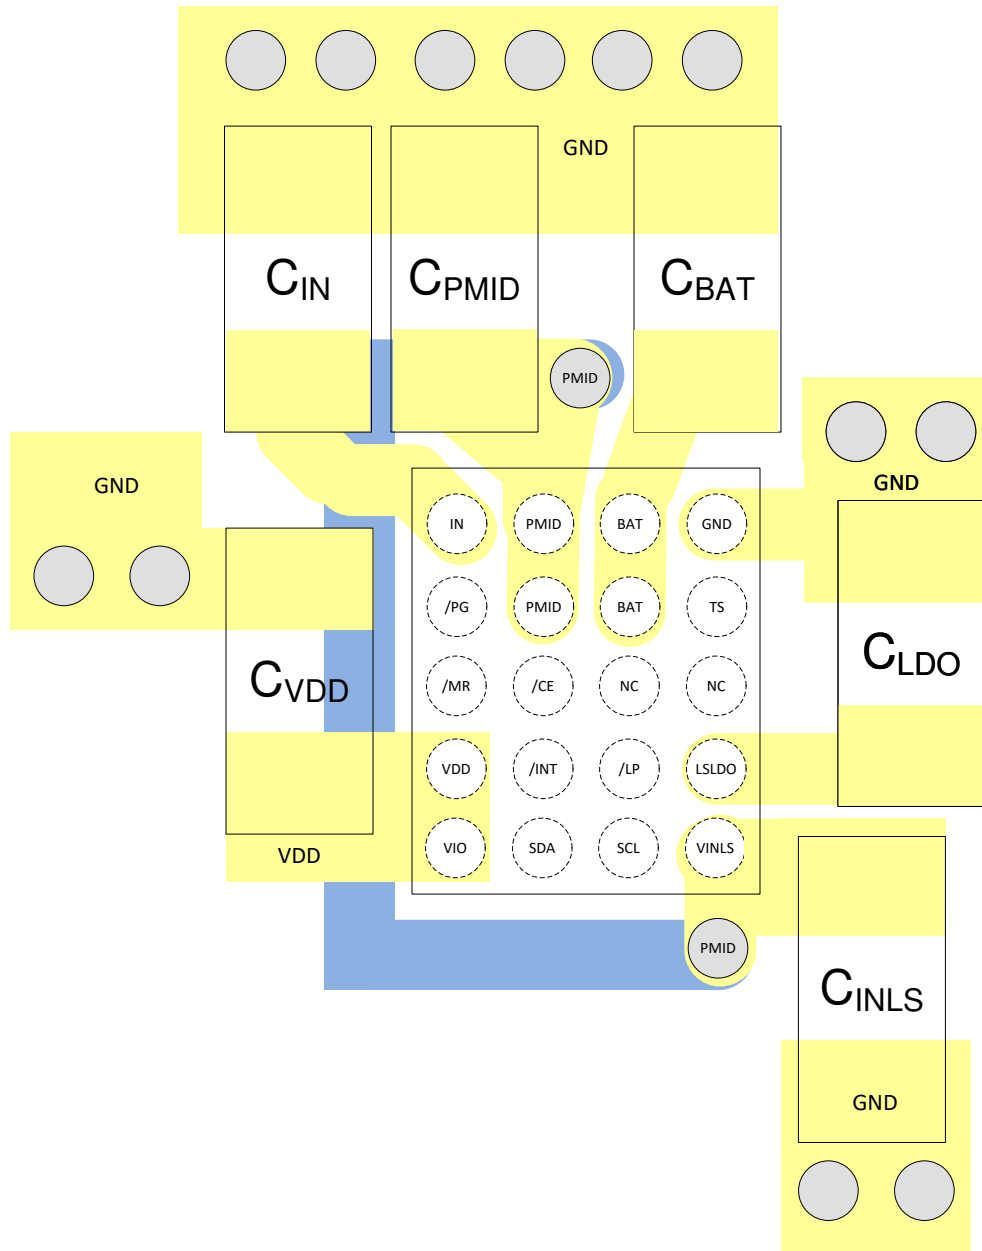 GND
CIN
CPMID
CBAT
PMID
GND
GND
IN
PMID
BAT
GND
/PG
PMID
BAT
TS
CVDD
/MR
/CE
NC
NC
CLDO
VDD
/INT
/LP
LSLDO
VDD
VIO
SDA
SCL
VINLS
PMID
CINLS
GND